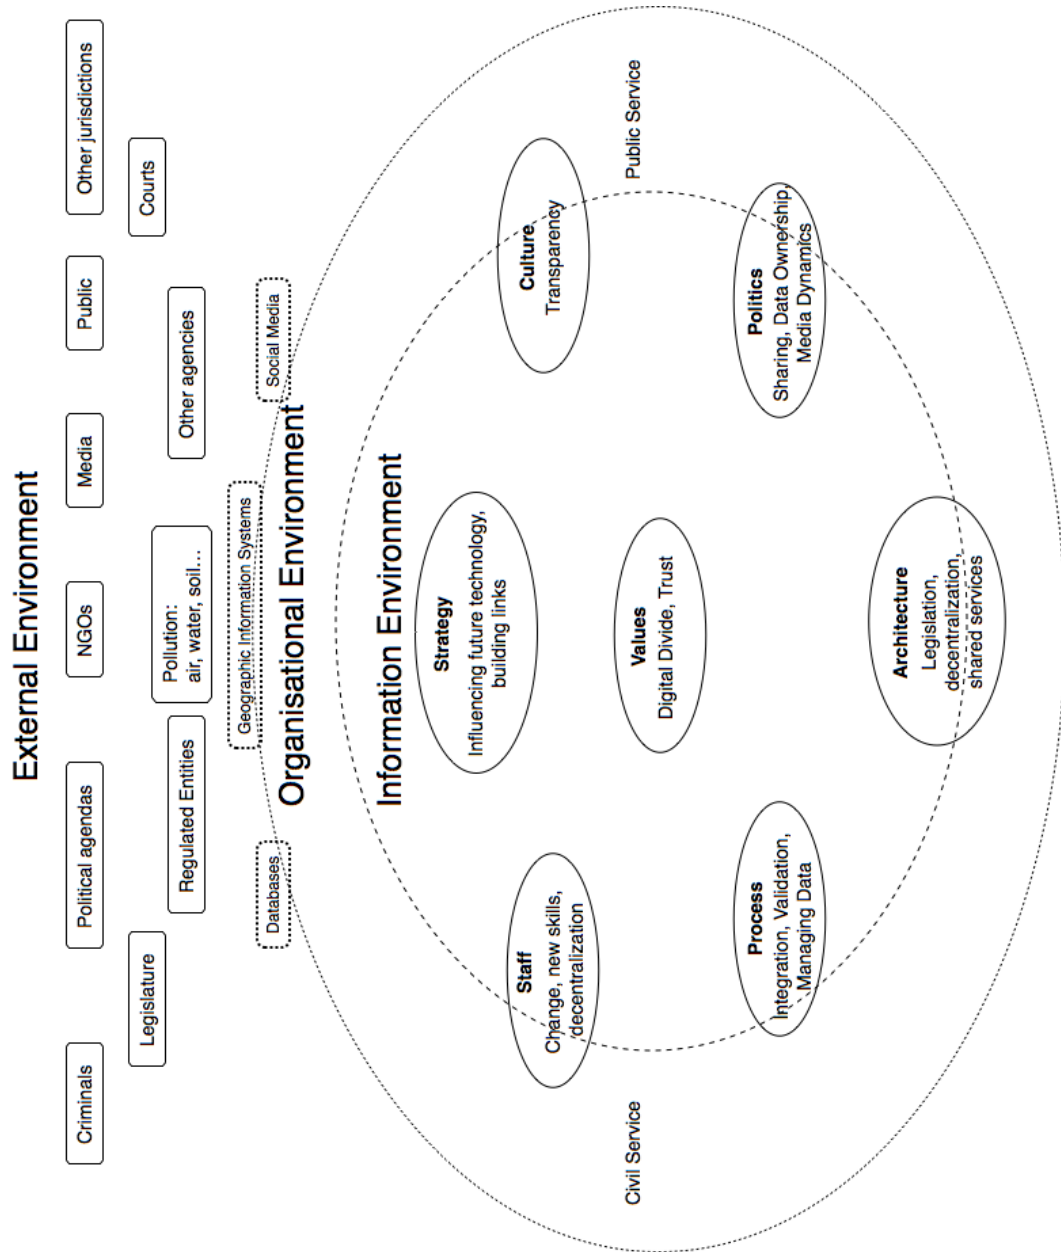 External Environment
Criminals
Political agendas
NGOs
Media
Public
Other jurisdictions
Legislature
Courts
Regulated Entities
Pollution:
air, water, soil...
Other agencies
Databases
Geographic Information Systems
Social Media
Organisational Environment
Information Environment
Strategy
Influencing future technology,
building links
Staff
Change, new skills,
decentralization
Culture
Transparency
Civil Service
Values
Digital Divide, Trust
Public Service
Process
Integration, Validation,
Managing Data
Politics
Sharing, Data Ownership,
Media Dynamics
Architecture
Legislation,
decentralization,
shared services